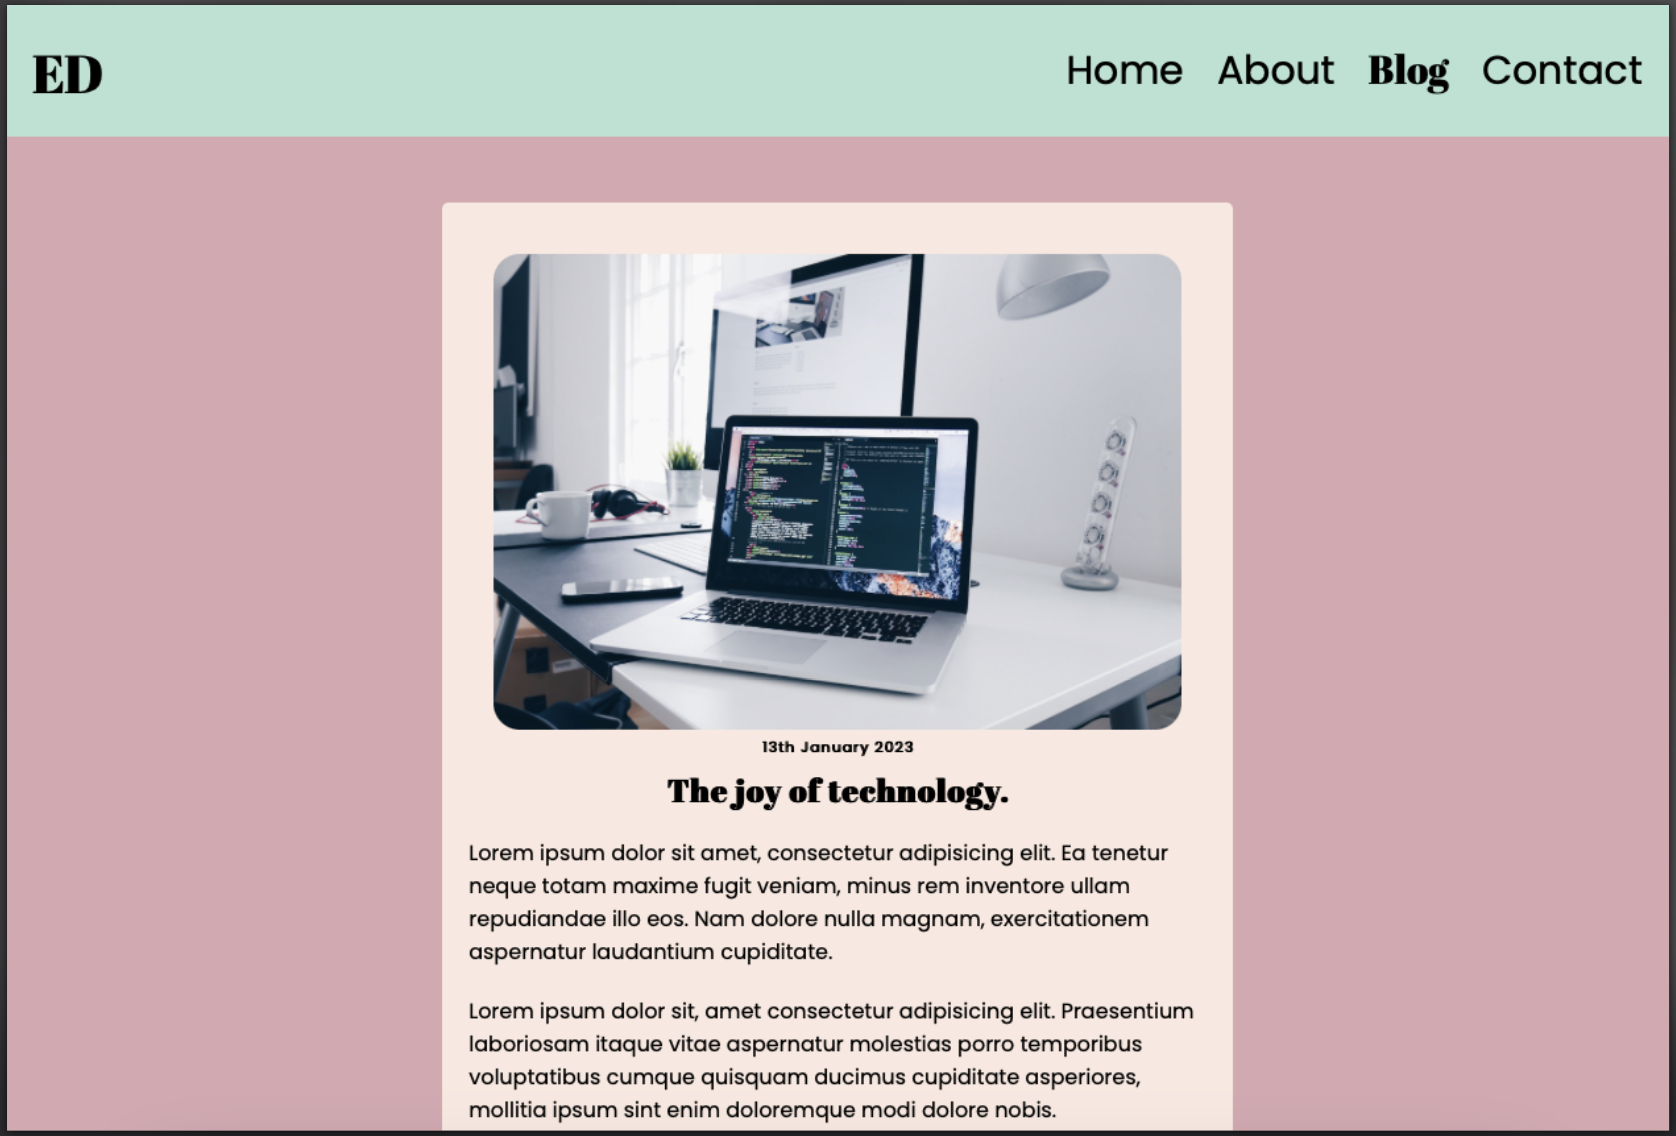 ED
Home About Blog Contact
13th January 2023
The joy of technology.
Lorem ipsum dolor sit amet, consectetur adipisicing elit. Ea tenetur
neque totam maxime fugit veniam, minus rem inventore ullam
repudiandae illo eos. Nam dolore nulla magnam, exercitationem
aspernatur laudantium cupiditate.
Lorem ipsum dolor sit, amet consectetur adipisicing elit. Praesentium
laboriosam itaque vitae aspernatur molestias porro temporibus
voluptatibus cumque quisquam ducimus cupiditate asperiores,
mollitia ipsum sint enim doloremque modi dolore nobis.